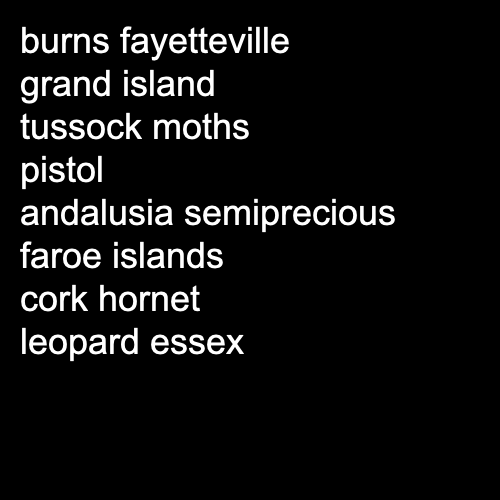 burns fayetteville
grand island
tussock moths
pistol
andalusia semiprecious
faroe islands
cork hornet
leopard essex